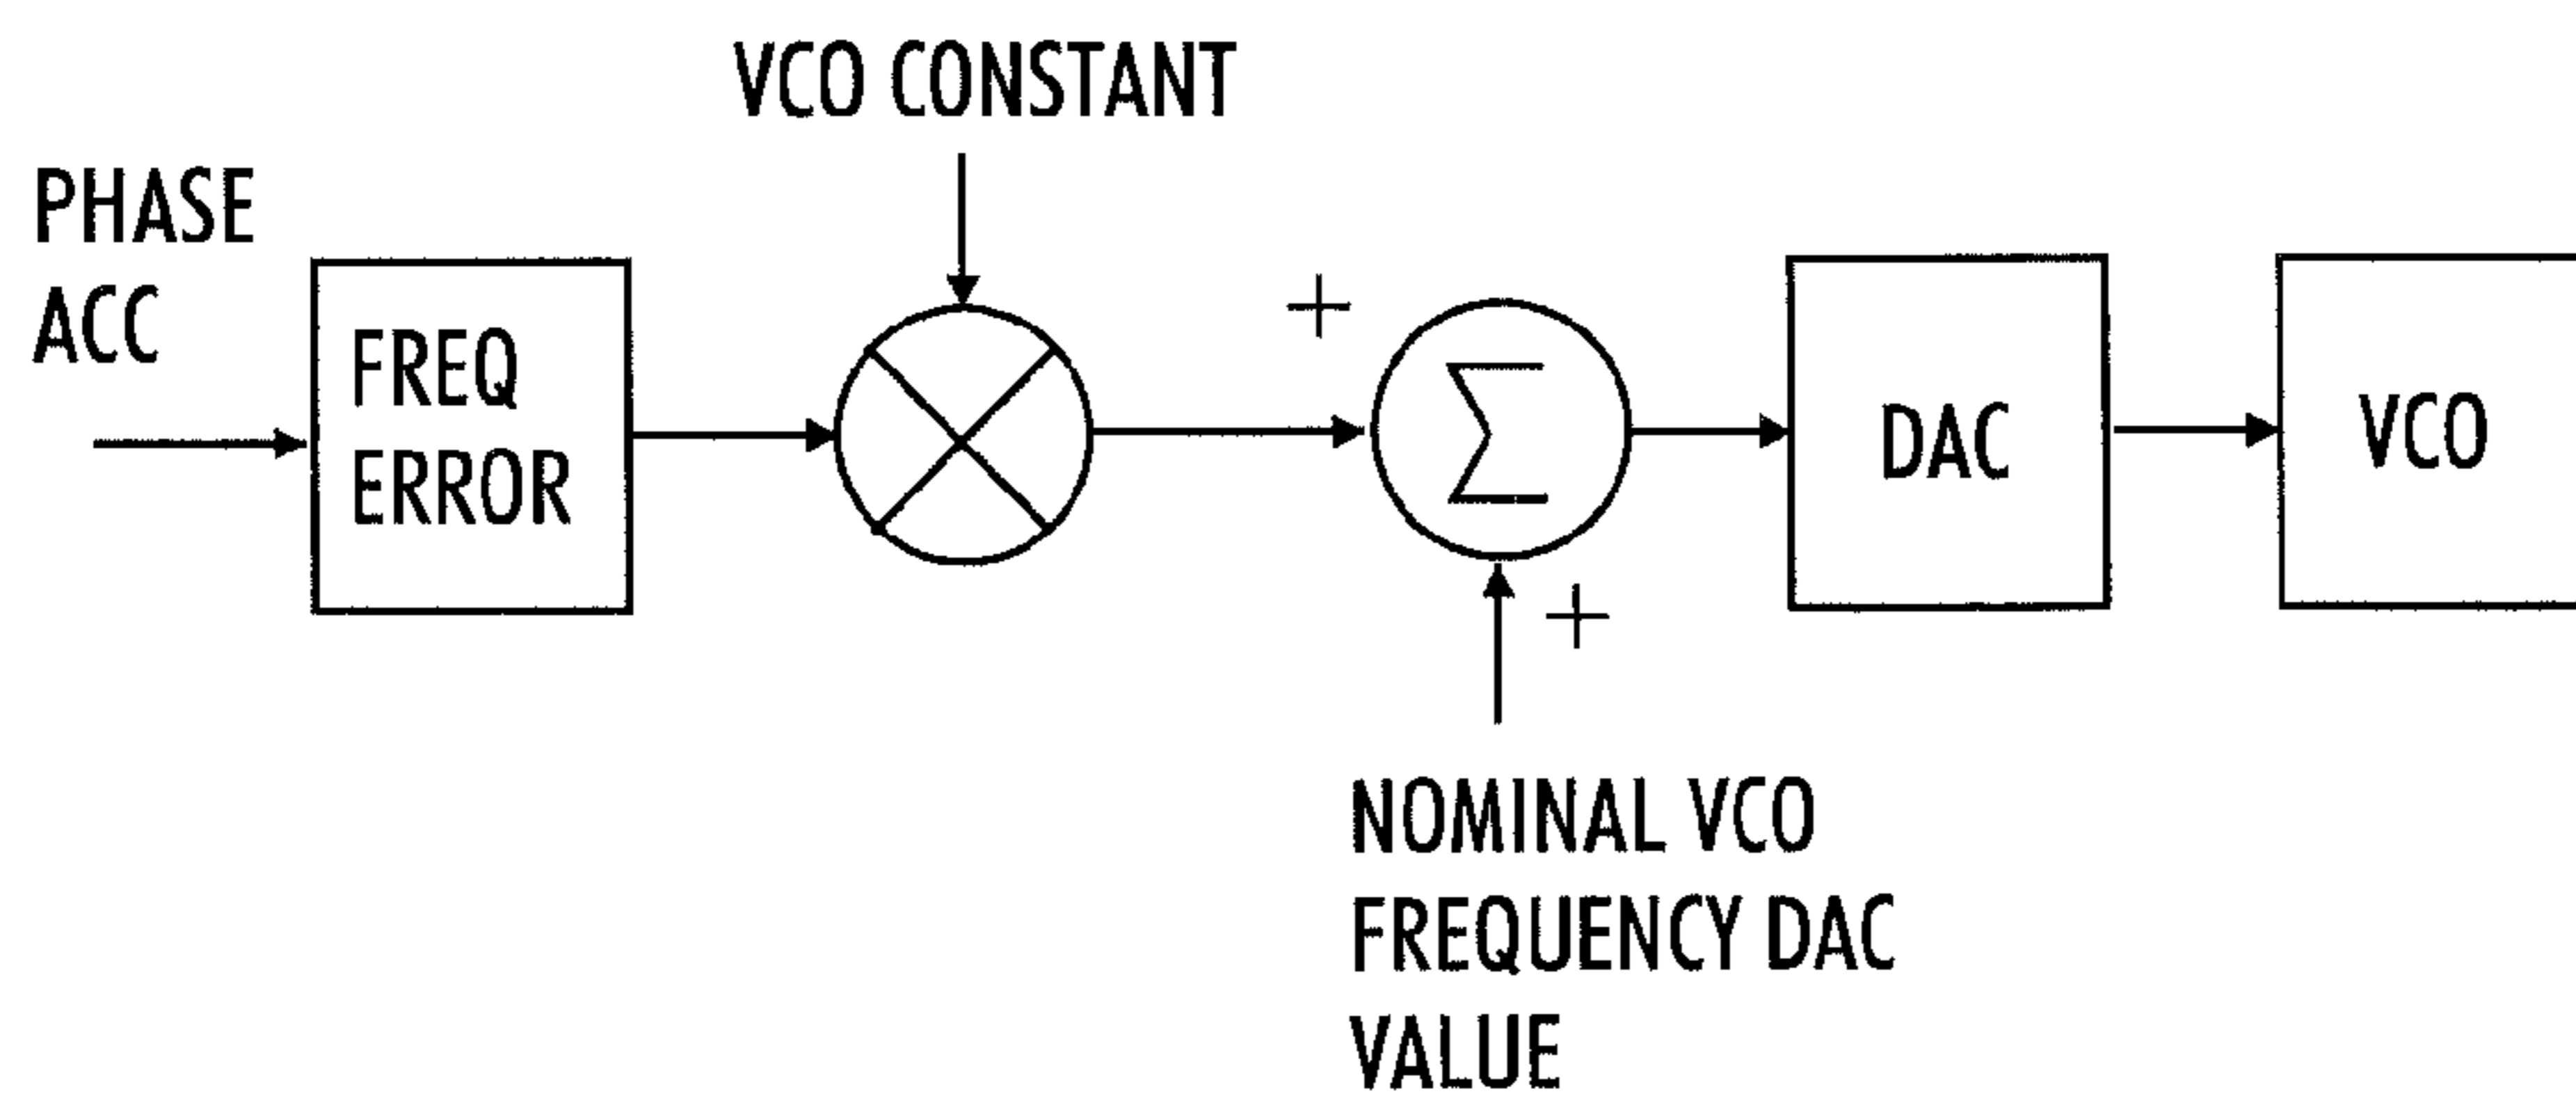 VCO CONSTANT
PHASE
ACC
FREQ
ERROR
+
Σ
+
DAC
VCO
NOMINAL VCO
FREQUENCY DAC
VALUE